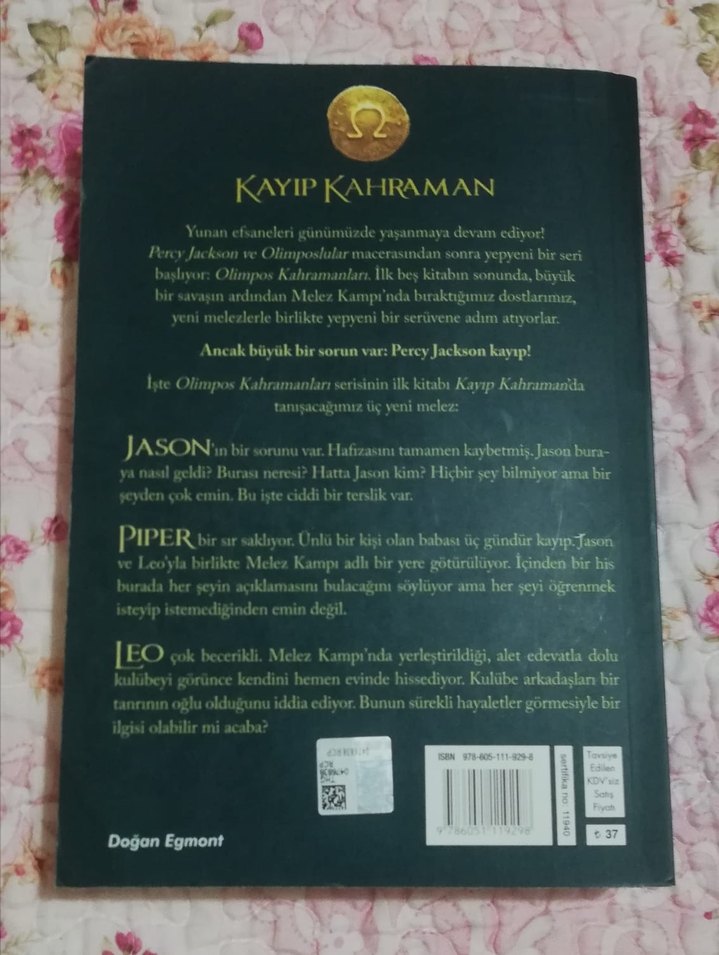 Ω
KAYIP KAHRAMAN
Yunan efsaneleri günümüzde yaşanmaya devam ediyor!
Percy Jackson ve Olimposlular macerasından sonra yepyeni bir seri
başlıyor: Olimpos Kahramanları. İlk beş kitabın sonunda, büyük
bir savaşın ardından Melez Kampı'nda bıraktığımız dostlarımız,
yeni melezlerle birlikte yepyeni bir serüvene adım atıyorlar.
Ancak büyük bir sorun var: Percy Jackson kayıp!
İşte Olimpos Kahramanları serisinin ilk kitabı Kayıp Kahraman'da
tanışacağımız üç yeni melez:
JASON'ın bir sorunu var. Hafızasını tamamen kaybetmiş. Jason bura-
ya nasıl geldi? Burası neresi? Hatta Jason kim? Hiçbir şey bilmiyor ama bir
şeyden çok emin. Bu işte ciddi bir terslik var.
PIPER bir sır saklıyor. Ünlü bir kişi olan babası üç gündür kayıp. Jason
ve Leo'yla birlikte Melez Kampı adlı bir yere götürülüyor. İçinden bir his
burada her şeyin açıklamasını bulacağını söylüyor ama her şeyi öğrenmek
isteyip istemediğinden emin değil.
LEO çok becerikli. Melez Kampı'nda yerleştirildiği, alet edevatla dolu
kulübeyi görünce kendini hemen evinde hissediyor. Kulübe arkadaşları bir
tanrının oğlu olduğunu iddia ediyor. Bunun sürekli hayaletler görmesiyle bir
ilgisi olabilir mi acaba?
Doğan Egmont
ISBN 978-605-111-929-8
9 786051 119298
sertifika no: 11940
Tavsiye
Edilen
KDV'siz
Satış
Fiyatı
₺ 37